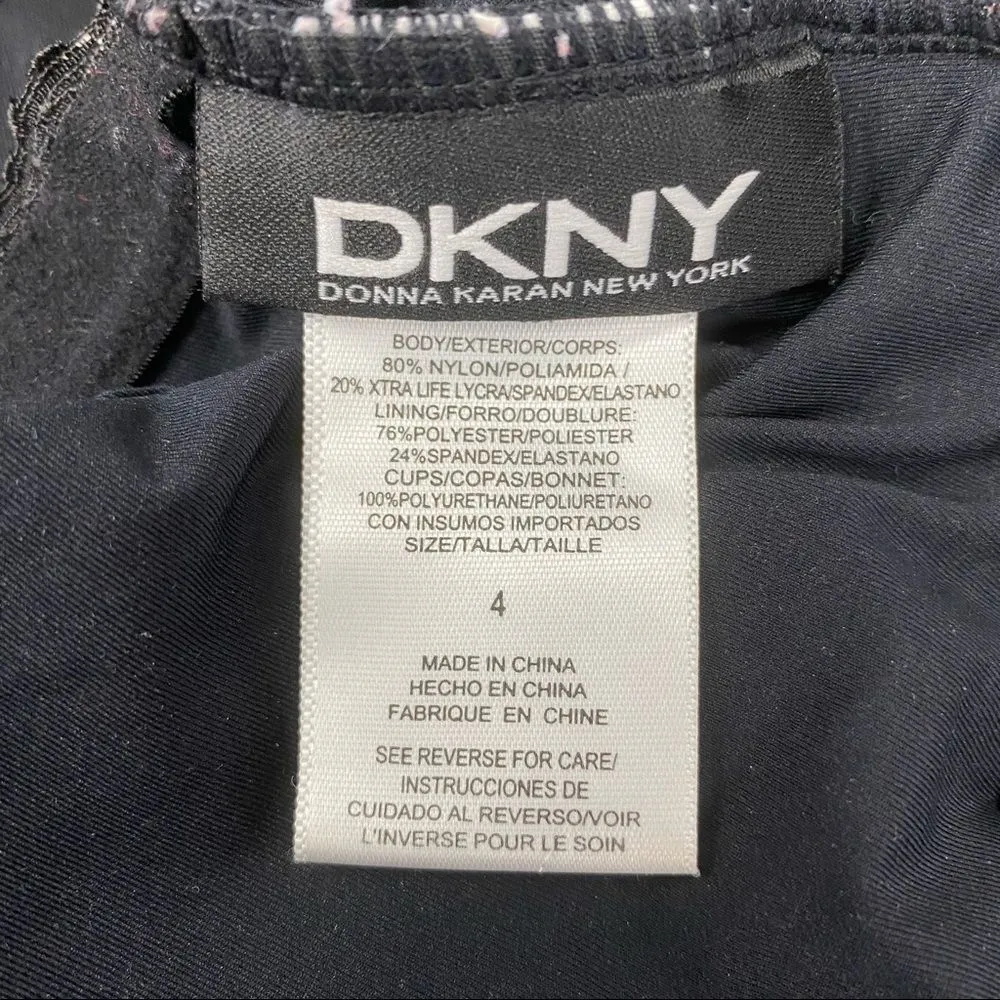 DKNY
DONNA KARAN NEW YORK
BODY/EXTERIOR/CORPS:
80% NYLON/POLIAMIDA /
20% XTRA LIFE LYCRA/SPANDEX/ELASTANO
LINING/FORRO/DOUBLURE:
76%POLYESTER/POLIESTER
24%SPANDEX/ELASTANO
CUPS/COPAS/BONNET:
100%POLYURETHANE/POLIURETANO
CON INSUMOS IMPORTADOS
SIZE/TALLA/TAILLE
4
MADE IN CHINA
HECHO EN CHINA
FABRIQUE EN CHINE
SEE REVERSE FOR CARE/
INSTRUCCIONES DE
CUIDADO AL REVERSO/VOIR
L'INVERSE POUR LE SOIN